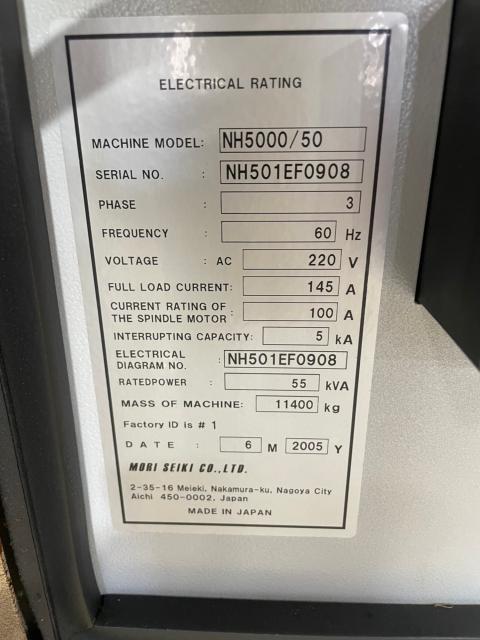 ELECTRICAL RATING
MACHINE MODEL: NH5000/50
SERIAL NO. : NH501EF0908
PHASE : 3
FREQUENCY : 60 Hz
VOLTAGE : AC 220 V
FULL LOAD CURRENT: 145 A
CURRENT RATING OF
THE SPINDLE MOTOR : 100 A
INTERRUPTING CAPACITY: 5 kA
ELECTRICAL
DIAGRAM NO. : NH501EF0908
RATEDPOWER : 55 kVA
MASS OF MACHINE: 11400 kg
Factory ID is # 1
DATE : 6 M 2005 Y
MORI SEIKI CO.,LTD.
2-35-16 Meieki, Nakamura-ku, Nagoya City
Aichi 450-0002, Japan
MADE IN JAPAN